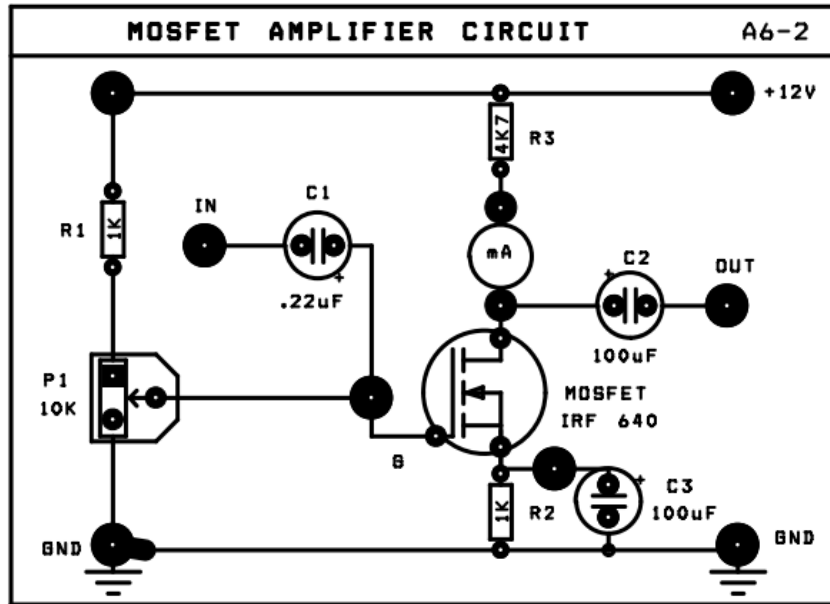 MOSFET AMPLIFIER CIRCUIT A6-2
+12V
4K7
R3
IN
C1
R1
1K
mA
C2
OUT
+
+
.22uF
100uF
P1
10K
MOSFET
IRF 640
G
+
C3
1K
R2
100uF
GND
GND